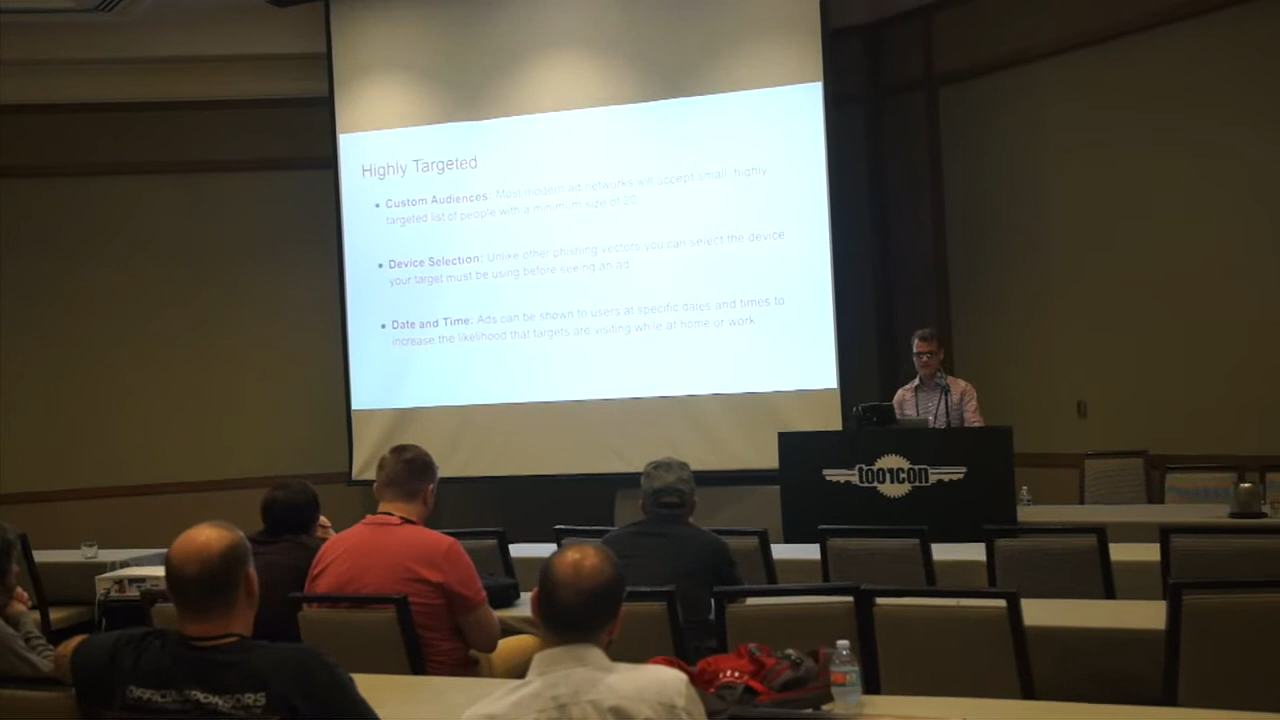 Highly Targeted
• Custom Audiences: Most modern ad networks will accept small, highly
targeted list of people with a minimum size of 20
• Device Selection: Unlike other phishing vectors you can select the device
your target must be using before seeing an ad
• Date and Time: Ads can be shown to users at specific dates and times to
increase the likelihood that targets are visiting while at home or work
too1con
OFFICIAL SPONSORS